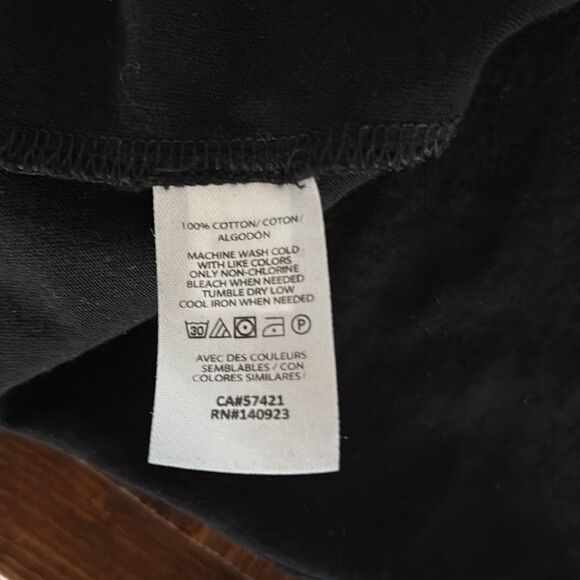 100% COTTON/ COTON/
ALGODÓN
MACHINE WASH COLD
WITH LIKE COLORS
ONLY NON-CHLORINE
BLEACH WHEN NEEDED
TUMBLE DRY LOW
COOL IRON WHEN NEEDED
30 P
AVEC DES COULEURS
SEMBLABLES / CON
COLORES SIMILARES /
CA#57421
RN#140923